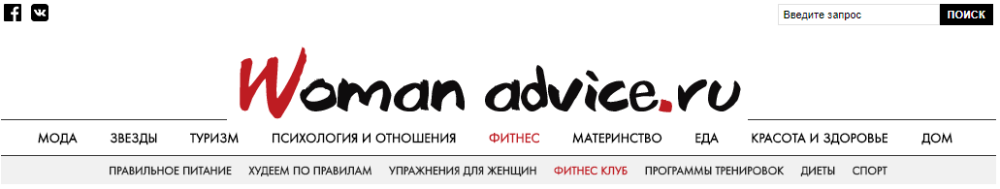 Введите запрос ПОИСК
Woman advice.ru
МОДА ЗВЕЗДЫ ТУРИЗМ ПСИХОЛОГИЯ И ОТНОШЕНИЯ ФИТНЕС МАТЕРИНСТВО ЕДА КРАСОТА И ЗДОРОВЬЕ ДОМ
ПРАВИЛЬНОЕ ПИТАНИЕ ХУДЕЕМ ПО ПРАВИЛАМ УПРАЖНЕНИЯ ДЛЯ ЖЕНЩИН ФИТНЕС КЛУБ ПРОГРАММЫ ТРЕНИРОВОК ДИЕТЫ СПОРТ